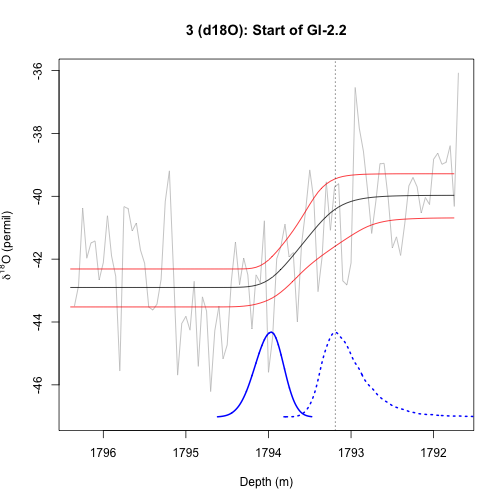 3 (d18O): Start of GI-2.2
δ¹⁸O (permil)
-36
-38
-40
-42
-44
-46
1796 1795 1794 1793 1792
Depth (m)